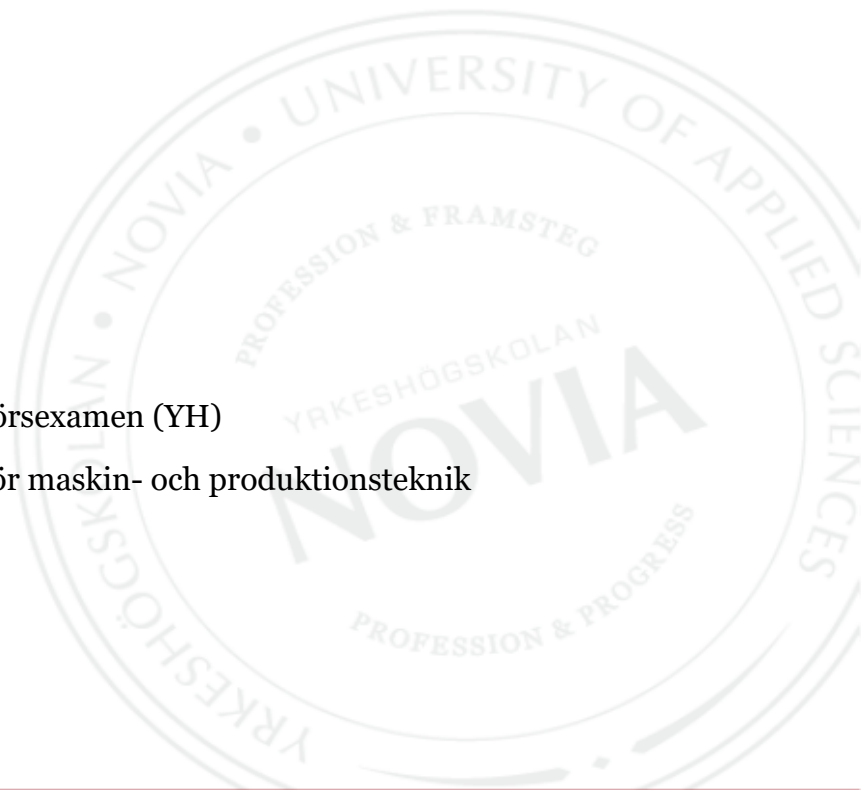 NOVIA • UNIVERSITY OF APPLIED SCIENCES
PROFESSION & FRAMSTEG
YRKESHÖGSKOLAN
NOVIA
PROFESSION & PROGRESS
YRKESHÖGSKOLAN
örsexamen (YH)
ör maskin- och produktionsteknik